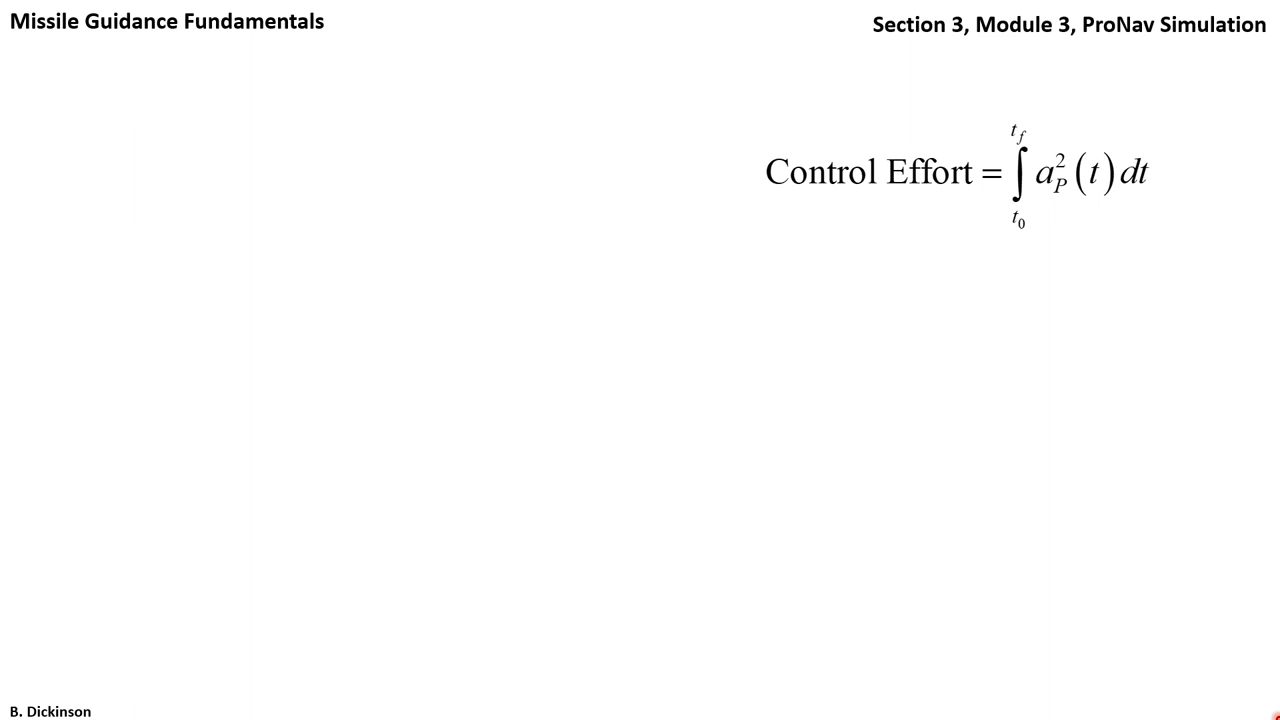 Missile Guidance Fundamentals
Section 3, Module 3, ProNav Simulation
Control Effort = ∫_{t_0}^{t_f} a_P^2 (t) dt
B. Dickinson